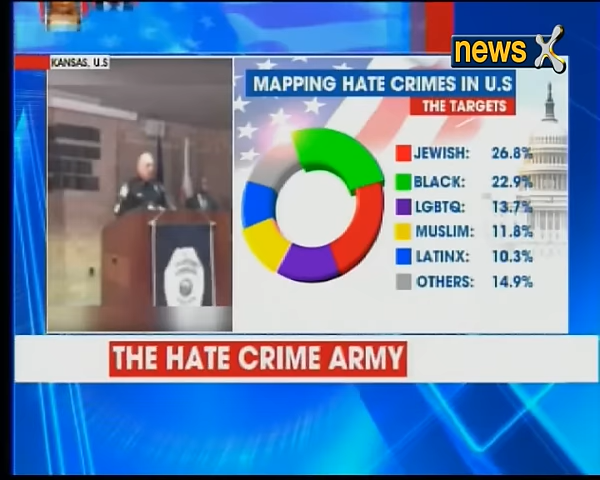 news X
KANSAS, U.S
MAPPING HATE CRIMES IN U.S
THE TARGETS
JEWISH: 26.8%
BLACK: 22.9%
LGBTQ: 13.7%
MUSLIM: 11.8%
LATINX: 10.3%
OTHERS: 14.9%
THE HATE CRIME ARMY